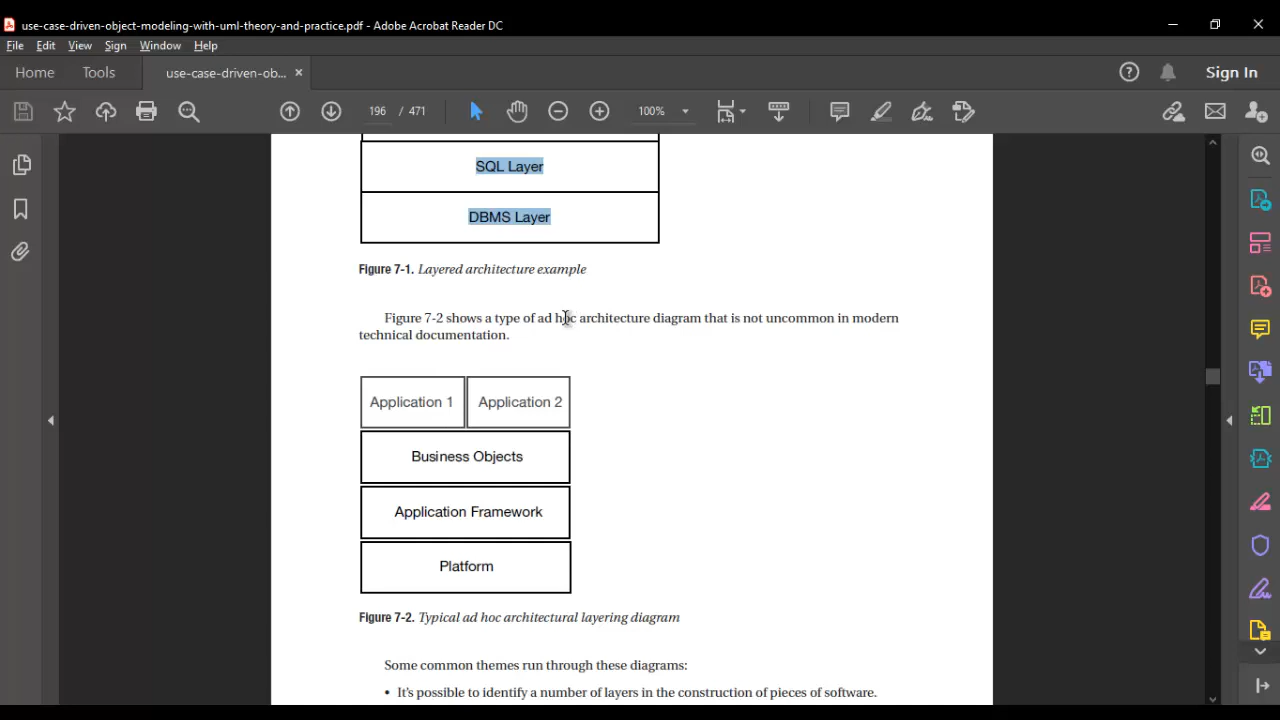 use-case-driven-object-modeling-with-uml-theory-and-practice.pdf - Adobe Acrobat Reader DC
File Edit View Sign Window Help
Home Tools use-case-driven-ob... × Sign In
196 / 471 100%
SQL Layer
DBMS Layer
Figure 7-1. Layered architecture example
Figure 7-2 shows a type of ad hoc architecture diagram that is not uncommon in modern
technical documentation.
Application 1 Application 2
Business Objects
Application Framework
Platform
Figure 7-2. Typical ad hoc architectural layering diagram
Some common themes run through these diagrams:
• It's possible to identify a number of layers in the construction of pieces of software.